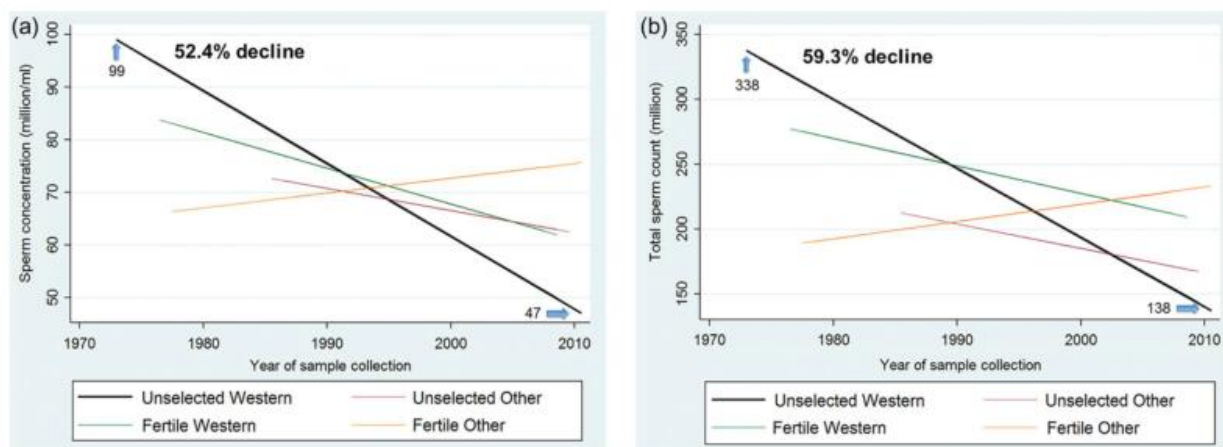 (a)
52.4% decline
99
47
100
90
80
70
60
50
Sperm concentration (million/ml)
1970 1980 1990 2000 2010
Year of sample collection
Unselected Western Unselected Other
Fertile Western Fertile Other
(b)
59.3% decline
338
138
350
300
250
200
150
Total sperm count (million)
1970 1980 1990 2000 2010
Year of sample collection
Unselected Western Unselected Other
Fertile Western Fertile Other